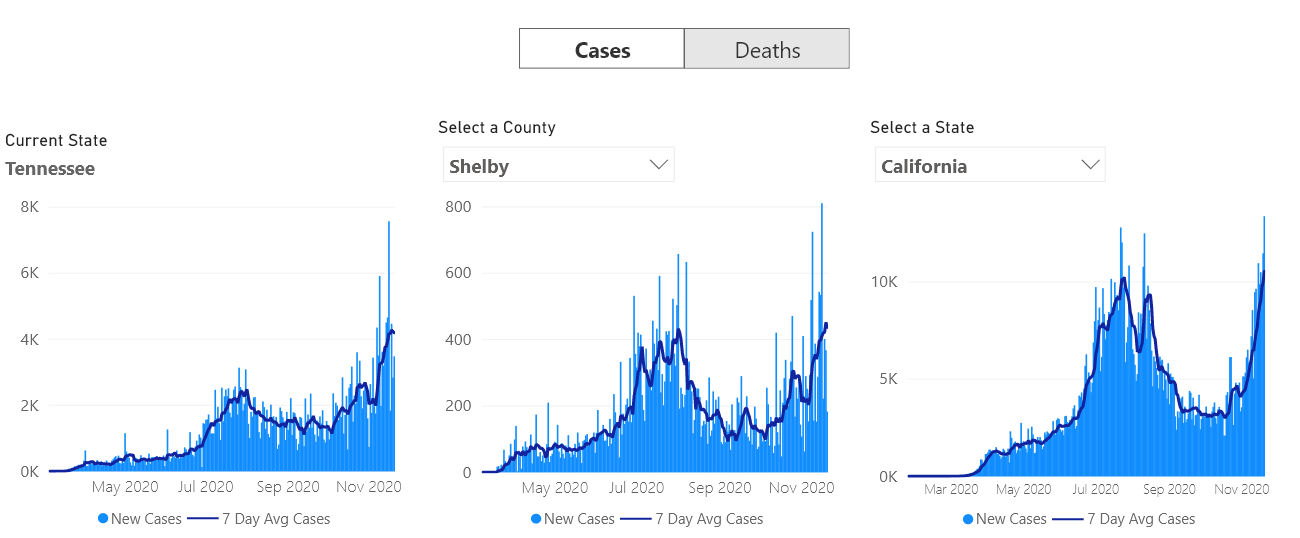 Cases Deaths
Current State
Tennessee
8K
6K
4K
2K
0K
May 2020 Jul 2020 Sep 2020 Nov 2020
New Cases 7 Day Avg Cases
Select a County
Shelby
800
600
400
200
0
May 2020 Jul 2020 Sep 2020 Nov 2020
New Cases 7 Day Avg Cases
Select a State
California
10K
5K
0K
Mar 2020 May 2020 Jul 2020 Sep 2020 Nov 2020
New Cases 7 Day Avg Cases